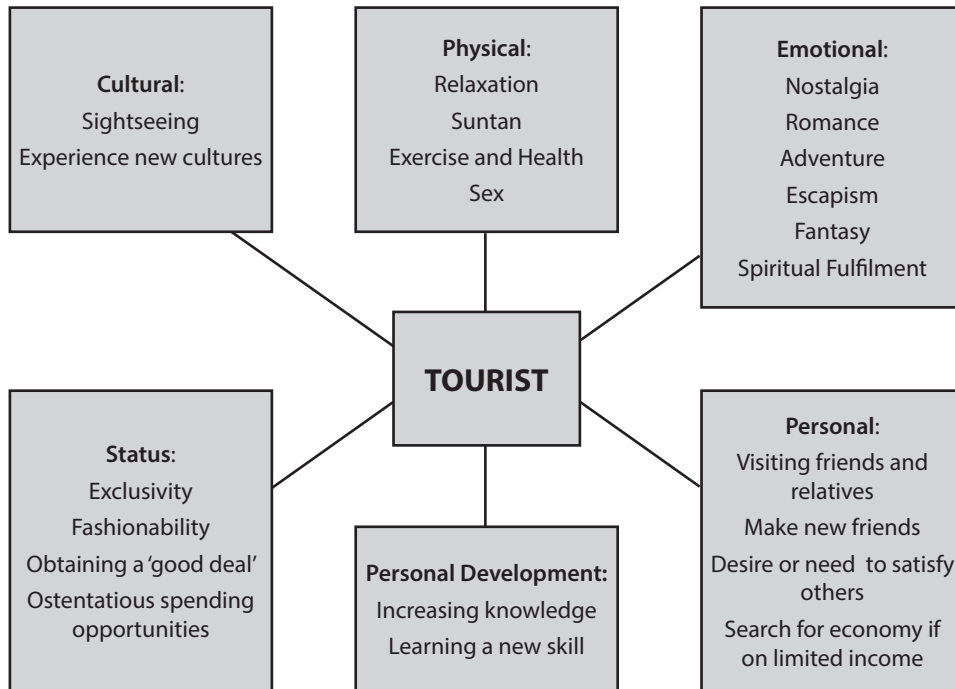 Cultural:
Sightseeing
Experience new cultures
Physical:
Relaxation
Suntan
Exercise and Health
Sex
Emotional:
Nostalgia
Romance
Adventure
Escapism
Fantasy
Spiritual Fulfilment
TOURIST
Status:
Exclusivity
Fashionability
Obtaining a ‘good deal’
Ostentatious spending
opportunities
Personal Development:
Increasing knowledge
Learning a new skill
Personal:
Visiting friends and
relatives
Make new friends
Desire or need to satisfy
others
Search for economy if
on limited income